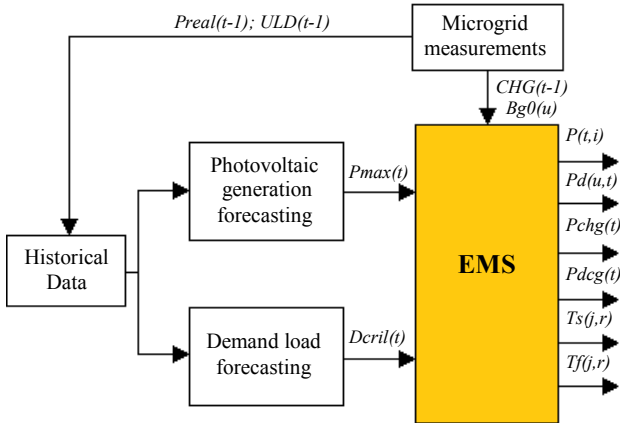 Preal(t-1); ULD(t-1)
Microgrid
measurements
CHG(t-1)
Bg0(u)
Photovoltaic
generation
forecasting
Pmax(t)
Historical
Data
Demand load
forecasting
Dcril(t)
EMS
P(t,i)
Pd(u,t)
Pchg(t)
Pdcg(t)
Ts(j,r)
Tf(j,r)